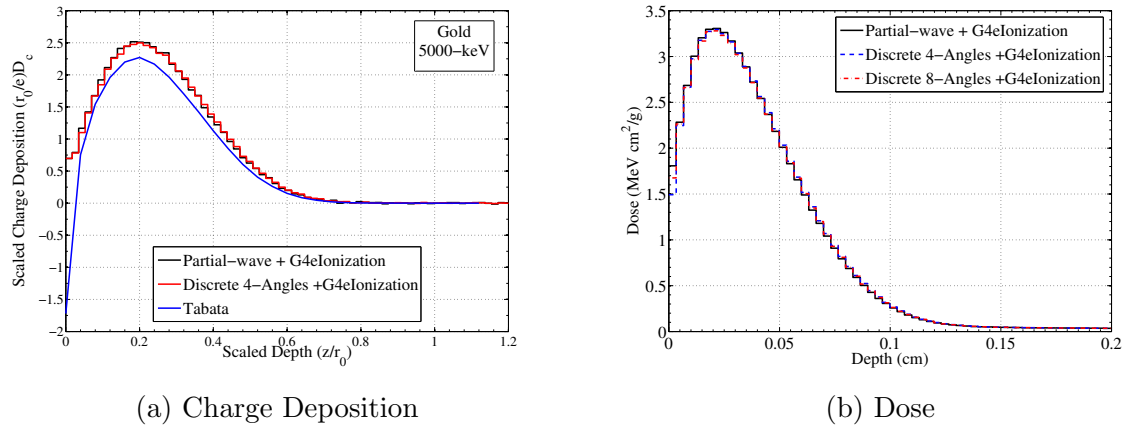 Scaled Charge Deposition (r0/e)Dc
3
2.5
2
1.5
1
0.5
0
−0.5
−1
−1.5
−2
0 0.2 0.4 0.6 0.8 1 1.2
Scaled Depth (z/r0)
Gold
5000−keV
Partial−wave + G4eIonization
Discrete 4−Angles +G4eIonization
Tabata
(a) Charge Deposition
Dose (MeV cm2/g)
3.5
3
2.5
2
1.5
1
0.5
0
0 0.05 0.1 0.15 0.2
Depth (cm)
Partial−wave + G4eIonization
Discrete 4−Angles +G4eIonization
Discrete 8−Angles +G4eIonization
(b) Dose